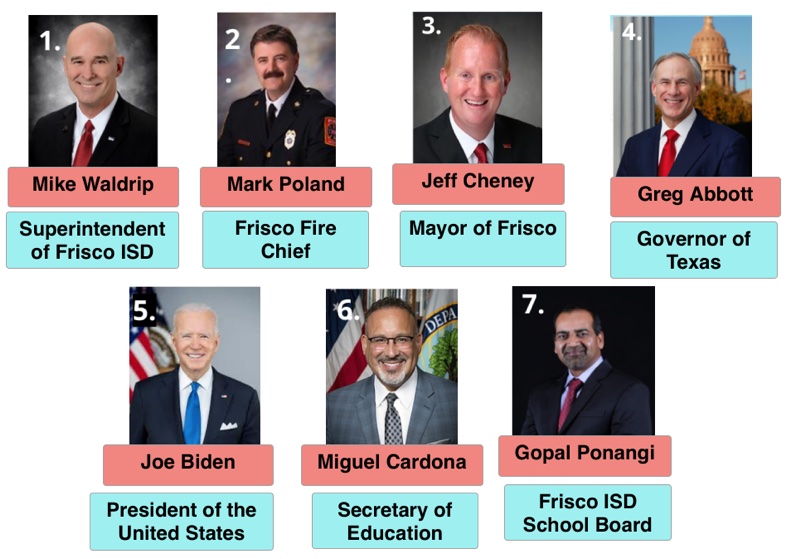 1.
2
.
3.
4.
Mike Waldrip
Mark Poland
Jeff Cheney
Greg Abbott
Superintendent
of Frisco ISD
Frisco Fire
Chief
Mayor of Frisco
Governor of
Texas
5.
6.
7.
DEPA
Joe Biden
Miguel Cardona
Gopal Ponangi
President of the
United States
Secretary of
Education
Frisco ISD
School Board